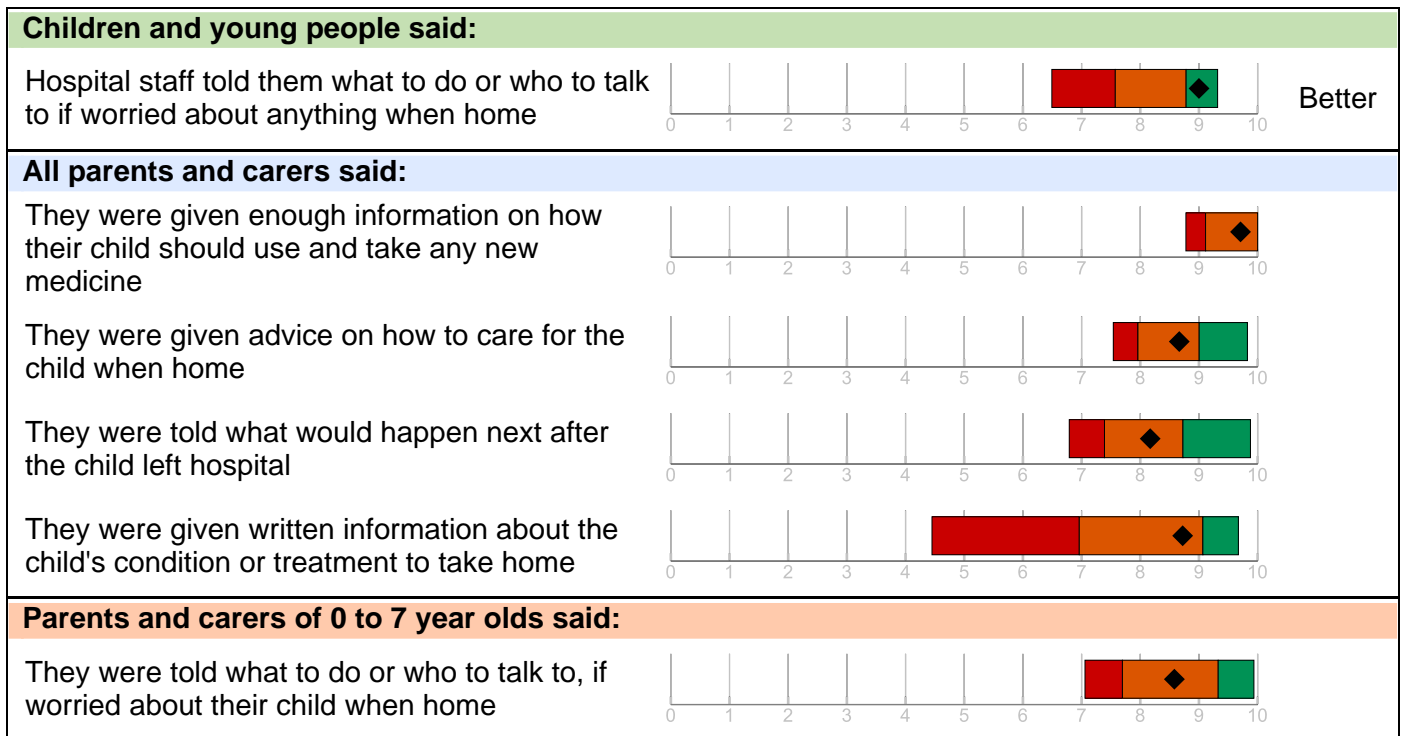 Children and young people said:
Hospital staff told them what to do or who to talk
to if worried about anything when home
0 1 2 3 4 5 6 7 8 9 10
Better
All parents and carers said:
They were given enough information on how
their child should use and take any new
medicine
0 1 2 3 4 5 6 7 8 9 10
They were given advice on how to care for the
child when home
0 1 2 3 4 5 6 7 8 9 10
They were told what would happen next after
the child left hospital
0 1 2 3 4 5 6 7 8 9 10
They were given written information about the
child's condition or treatment to take home
0 1 2 3 4 5 6 7 8 9 10
Parents and carers of 0 to 7 year olds said:
They were told what to do or who to talk to, if
worried about their child when home
0 1 2 3 4 5 6 7 8 9 10